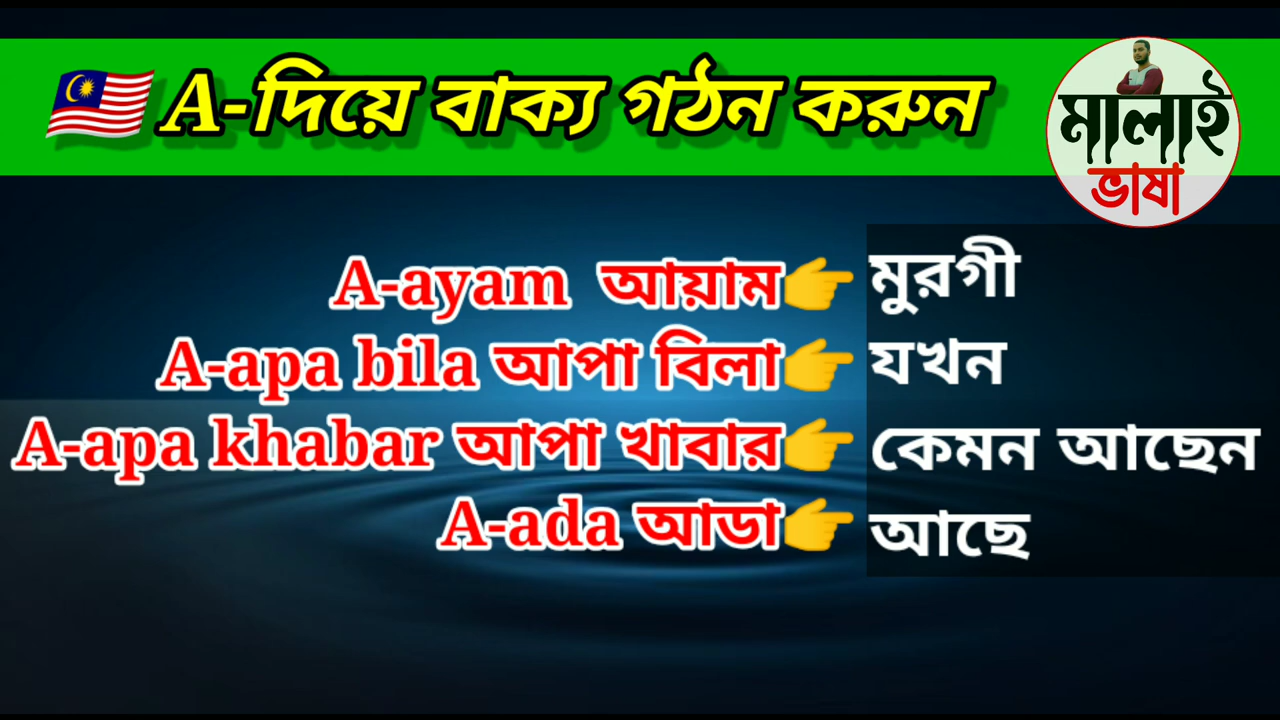 A-দিয়ে বাক্য গঠন করুন
মালাই
ভাষা
A-ayam আয়াম👉 মুরগী
A-apa bila আপা বিলা👉 যখন
A-apa khabar আপা খাবার👉 কেমন আছেন
A-ada আডা👉 আছে